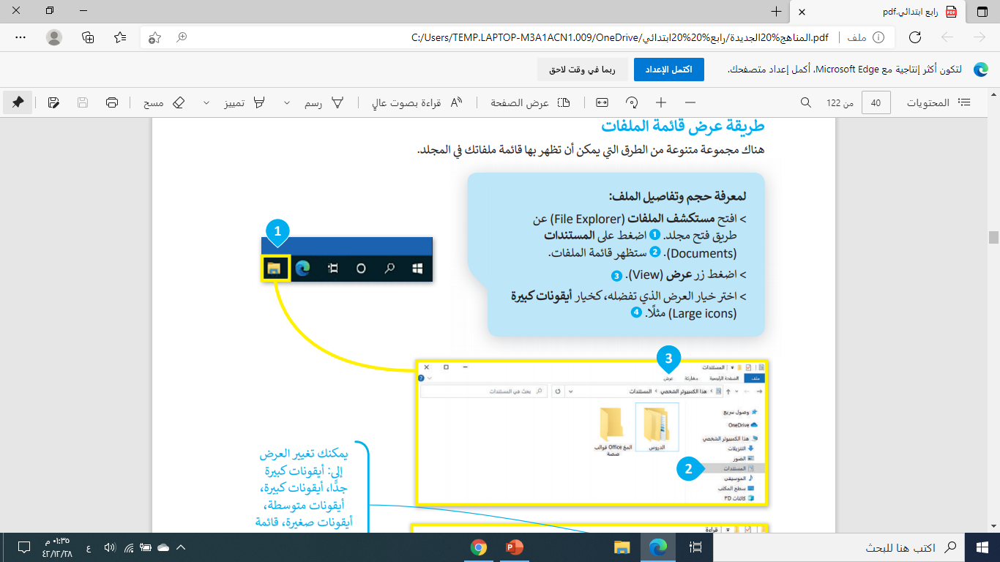 رابع ابتدائي.pdf
ملف
C:/Users/TEMP.LAPTOP-M3A1ACN1.009/OneDrive/المناهج%20الجديدة/رابع%20%20ابتدائي.pdf
لتكون أكثر إنتاجية مع Microsoft Edge، أكمل إعداد متصفحك.
اكتمل الإعداد
ربما في وقت لاحق
المحتويات
40
من 122
عرض الصفحة
قراءة بصوت عالٍ
رسم
تمييز
مسح
طريقة عرض قائمة الملفات
هناك مجموعة متنوعة من الطرق التي يمكن أن تظهر بها قائمة ملفاتك في المجلد.
لمعرفة حجم وتفاصيل الملف:
> افتح مستكشف الملفات (File Explorer) عن
طريق فتح مجلد. 1 اضغط على المستندات
(Documents). 2 ستظهر قائمة الملفات.
> اضغط زر عرض (View). 3
> اختر خيار العرض الذي تفضله، كخيار أيقونات كبيرة
(Large icons) مثلًا. 4
1
3
المستندات
ملف
الصفحة الرئيسية
مشاركة
عرض
هذا الكمبيوتر الشخصي > المستندات
بحث في المستندات
وصول سريع
OneDrive
هذا الكمبيوتر الشخصي
التنزيلات
الصور
المستندات
الموسيقى
سطح المكتب
كائنات 3D
2
الدروس
قوالب Office المخ
صصة
يمكنك تغيير العرض
إلى: أيقونات كبيرة
جدًا، أيقونات كبيرة،
أيقونات متوسطة،
أيقونات صغيرة، قائمة
قراءة
اكتب هنا للبحث
ع
٠١:٣٥ م
٤٢/١٢/٢٨